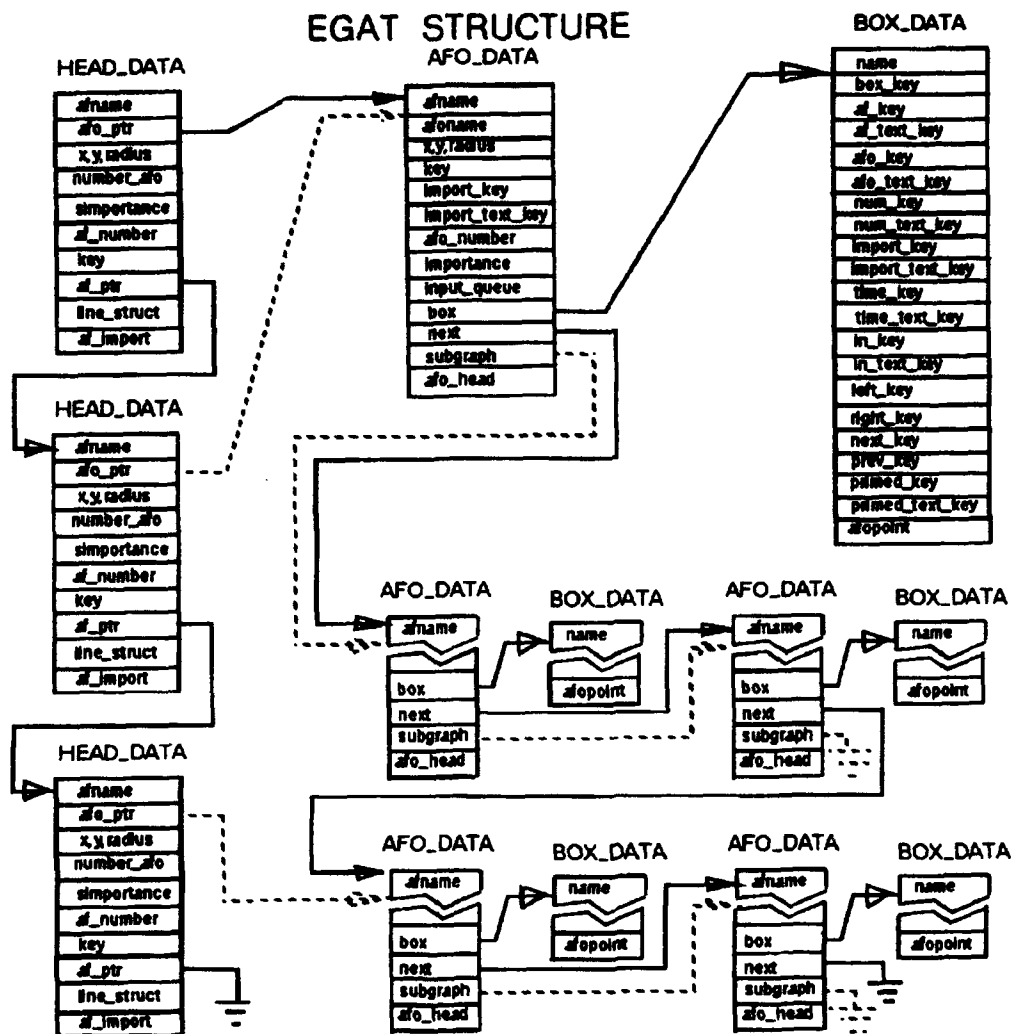 EGAT STRUCTURE
HEAD_DATA
afname
afo_ptr
x,y,radius
number_afo
simportance
af_number
key
af_ptr
line_struct
af_import
AFO_DATA
afname
afoname
x,y,radius
key
import_key
import_text_key
afo_number
importance
input_queue
box
next
subgraph
afo_head
BOX_DATA
name
box_key
af_key
af_text_key
afo_key
afo_text_key
num_key
num_text_key
import_key
import_text_key
time_key
time_text_key
in_key
in_text_key
left_key
right_key
next_key
prev_key
primed_key
primed_text_key
afopoint
HEAD_DATA
afname
afo_ptr
x,y,radius
number_afo
simportance
af_number
key
af_ptr
line_struct
af_import
AFO_DATA
afname
box
next
subgraph
afo_head
BOX_DATA
name
afopoint
AFO_DATA
afname
box
next
subgraph
afo_head
BOX_DATA
name
afopoint
HEAD_DATA
afname
afo_ptr
x,y,radius
number_afo
simportance
af_number
key
af_ptr
line_struct
af_import
AFO_DATA
afname
box
next
subgraph
afo_head
BOX_DATA
name
afopoint
AFO_DATA
afname
box
next
subgraph
afo_head
BOX_DATA
name
afopoint